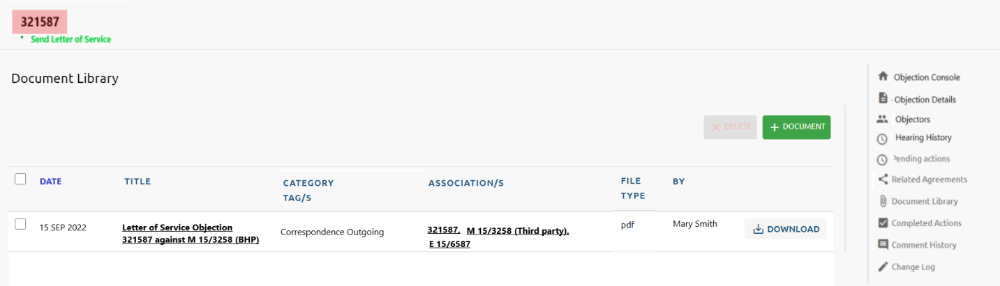 321587
Send Letter of Service
Document Library
DELETE
DOCUMENT
DATE
TITLE
CATEGORY
TAG/S
ASSOCIATION/S
FILE
TYPE
BY
15 SEP 2022
Letter of Service Objection
321587 against M 15/3258 (BHP)
Correspondence Outgoing
321587, M 15/3258 (Third party),
E 15/6587
pdf
Mary Smith
DOWNLOAD
Objection Console
Objection Details
Objectors
Hearing History
Pending actions
Related Agreements
Document Library
Completed Actions
Comment History
Change Log